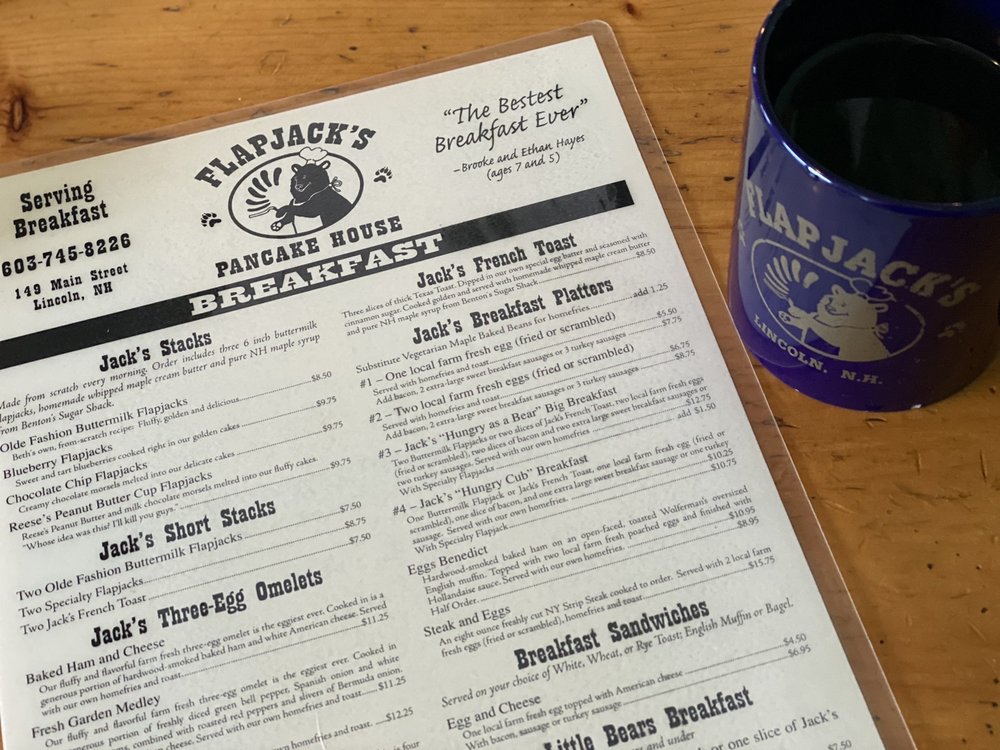 Serving
Breakfast
603-745-8226
149 Main Street
Lincoln, NH
FLAPJACK'S
PANCAKE HOUSE
"The Bestest
Breakfast Ever"
–Brooke and Ethan Hayes
(ages 7 and 5)
BREAKFAST
Jack's Stacks
Made from scratch every morning. Order includes three 6 inch buttermilk
flapjacks, homemade whipped maple cream butter and pure NH maple syrup
from Benton's Sugar Shack.
Olde Fashion Buttermilk Flapjacks $8.50
Beth's own, from-scratch recipe. Fluffy, golden and delicious
Blueberry Flapjacks $9.75
Sweet and tart blueberries cooked right in our golden cakes
Chocolate Chip Flapjacks $9.75
Creamy chocolate morsels melted into our delicate cakes
Reese's Peanut Butter Cup Flapjacks $9.75
Reese's Peanut Butter and milk chocolate morsels melted into our fluffy cakes.
"Whose idea was this? I'll kill you guys."
Jack's Short Stacks
Two Olde Fashion Buttermilk Flapjacks $7.50
Two Specialty Flapjacks $8.75
Two Jack's French Toast $7.50
Jack's Three-Egg Omelets
Baked Ham and Cheese
Our fluffy and flavorful farm fresh three-egg omelet is the eggiest ever. Cooked in a
generous portion of hardwood-smoked baked ham and white American cheese. Served
with our own homefries and toast $11.25
Fresh Garden Medley
Our fluffy and flavorful farm fresh three-egg omelet is the eggiest ever. Cooked in
generous portion of freshly diced green bell pepper, Spanish onion and white
combined with toasted red peppers and slivers of Bermuda onion.
cheese. Served with our own homefries and toast $11.25
homefries and toast. $12.25
Jack's French Toast
Three slices of thick Texas Toast. Dipped in our own special egg batter and seasoned with
cinnamon sugar. Cooked golden and served with homemade whipped maple cream butter
and pure NH maple syrup from Benton's Sugar Shack $8.50
Jack's Breakfast Platters
Substitute Vegetarian Maple Baked Beans for homefries add 1.25
#1 – One local farm fresh egg (fried or scrambled)
Served with homefries and toast $5.50
Add bacon, 2 extra-large sweet breakfast sausages or 3 turkey sausages $7.75
#2 – Two local farm fresh eggs (fried or scrambled)
Served with homefries and toast $6.75
Add bacon, 2 extra-large sweet breakfast sausages or 3 turkey sausages $8.75
#3 – Jack's "Hungry as a Bear" Big Breakfast
Two Buttermilk Flapjacks or two slices of Jack's French Toast, two local farm fresh eggs
(fried or scrambled), two slices of bacon and two extra large sweet breakfast sausages or
two turkey sausages. Served with our own homefries $12.75
With Specialty Flapjacks add $1.50
#4 – Jack's "Hungry Cub" Breakfast
One Buttermilk Flapjack or Jack's French Toast, one local farm fresh egg (fried or
scrambled), one slice of bacon, and one extra large sweet breakfast sausage or one turkey
sausage. Served with our own homefries $10.25
With Specialty Flapjack $10.75
Eggs Benedict
Hardwood-smoked baked ham on an open-faced, toasted Wolferman's oversized
English muffin. Topped with two local farm fresh poached eggs and finished with
Hollandaise sauce. Served with our own homefries. $10.95
Half Order $8.95
Steak and Eggs
An eight ounce freshly cut NY Strip Steak cooked to order. Served with 2 local farm
fresh eggs (fried or scrambled), homefries and toast $15.75
Breakfast Sandwiches
Served on your choice of White, Wheat, or Rye Toast; English Muffin or Bagel.
Egg and Cheese
One local farm fresh egg topped with American cheese $4.50
With bacon, sausage or turkey sausage $6.95
Little Bears Breakfast
and under
or one slice of Jack's
$7.50
FLAPJACK'S
LINCOLN, N.H.